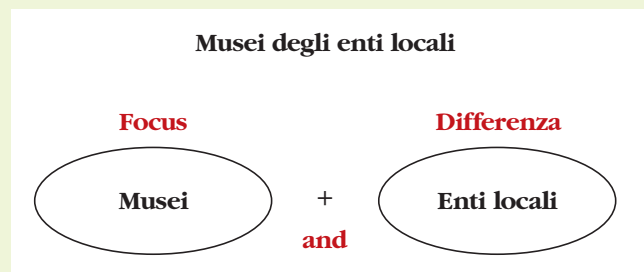 Musei degli enti locali
Focus Differenza
Musei + Enti locali
and